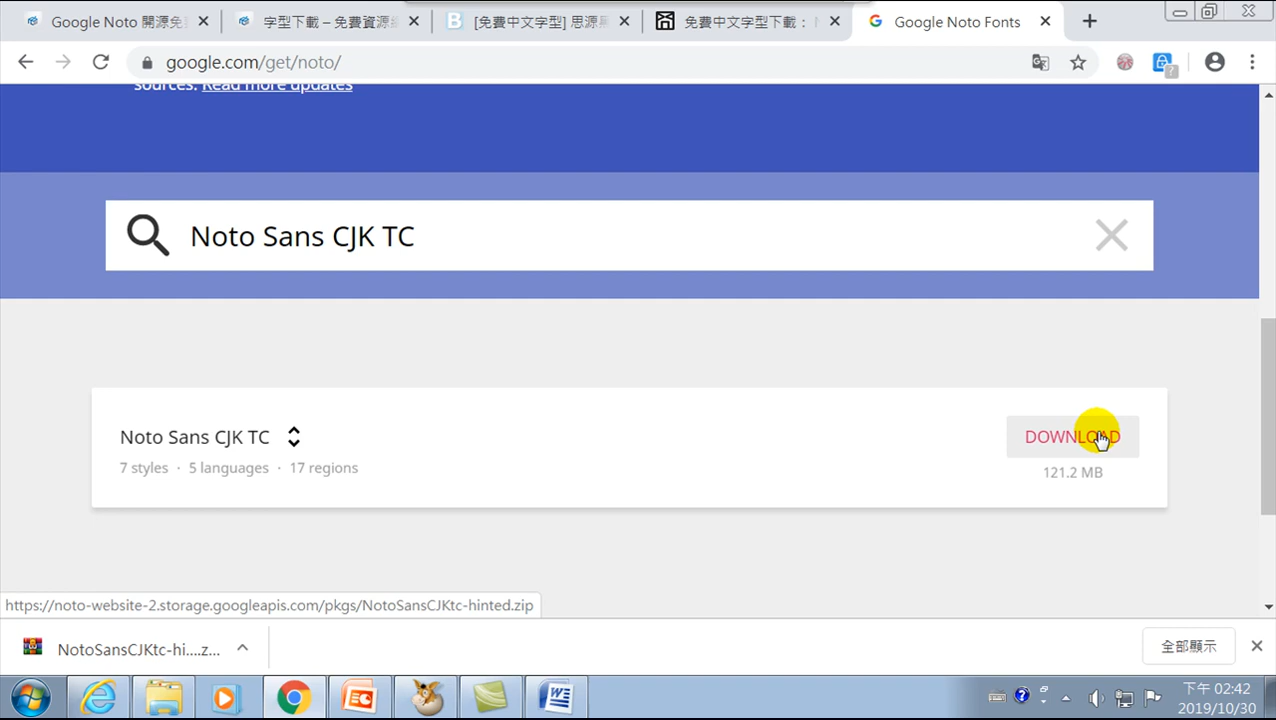 Google Noto 開源免
字型下載 – 免費資源
[免費中文字型] 思源
免費中文字型下載：
Google Noto Fonts
google.com/get/noto/
sources. Read more updates
Noto Sans CJK TC
Noto Sans CJK TC
DOWNLOAD
7 styles · 5 languages · 17 regions
121.2 MB
https://noto-website-2.storage.googleapis.com/pkgs/NotoSansCJKtc-hinted.zip
NotoSansCJKtc-hi....z...
全部顯示
下午 02:42
2019/10/30